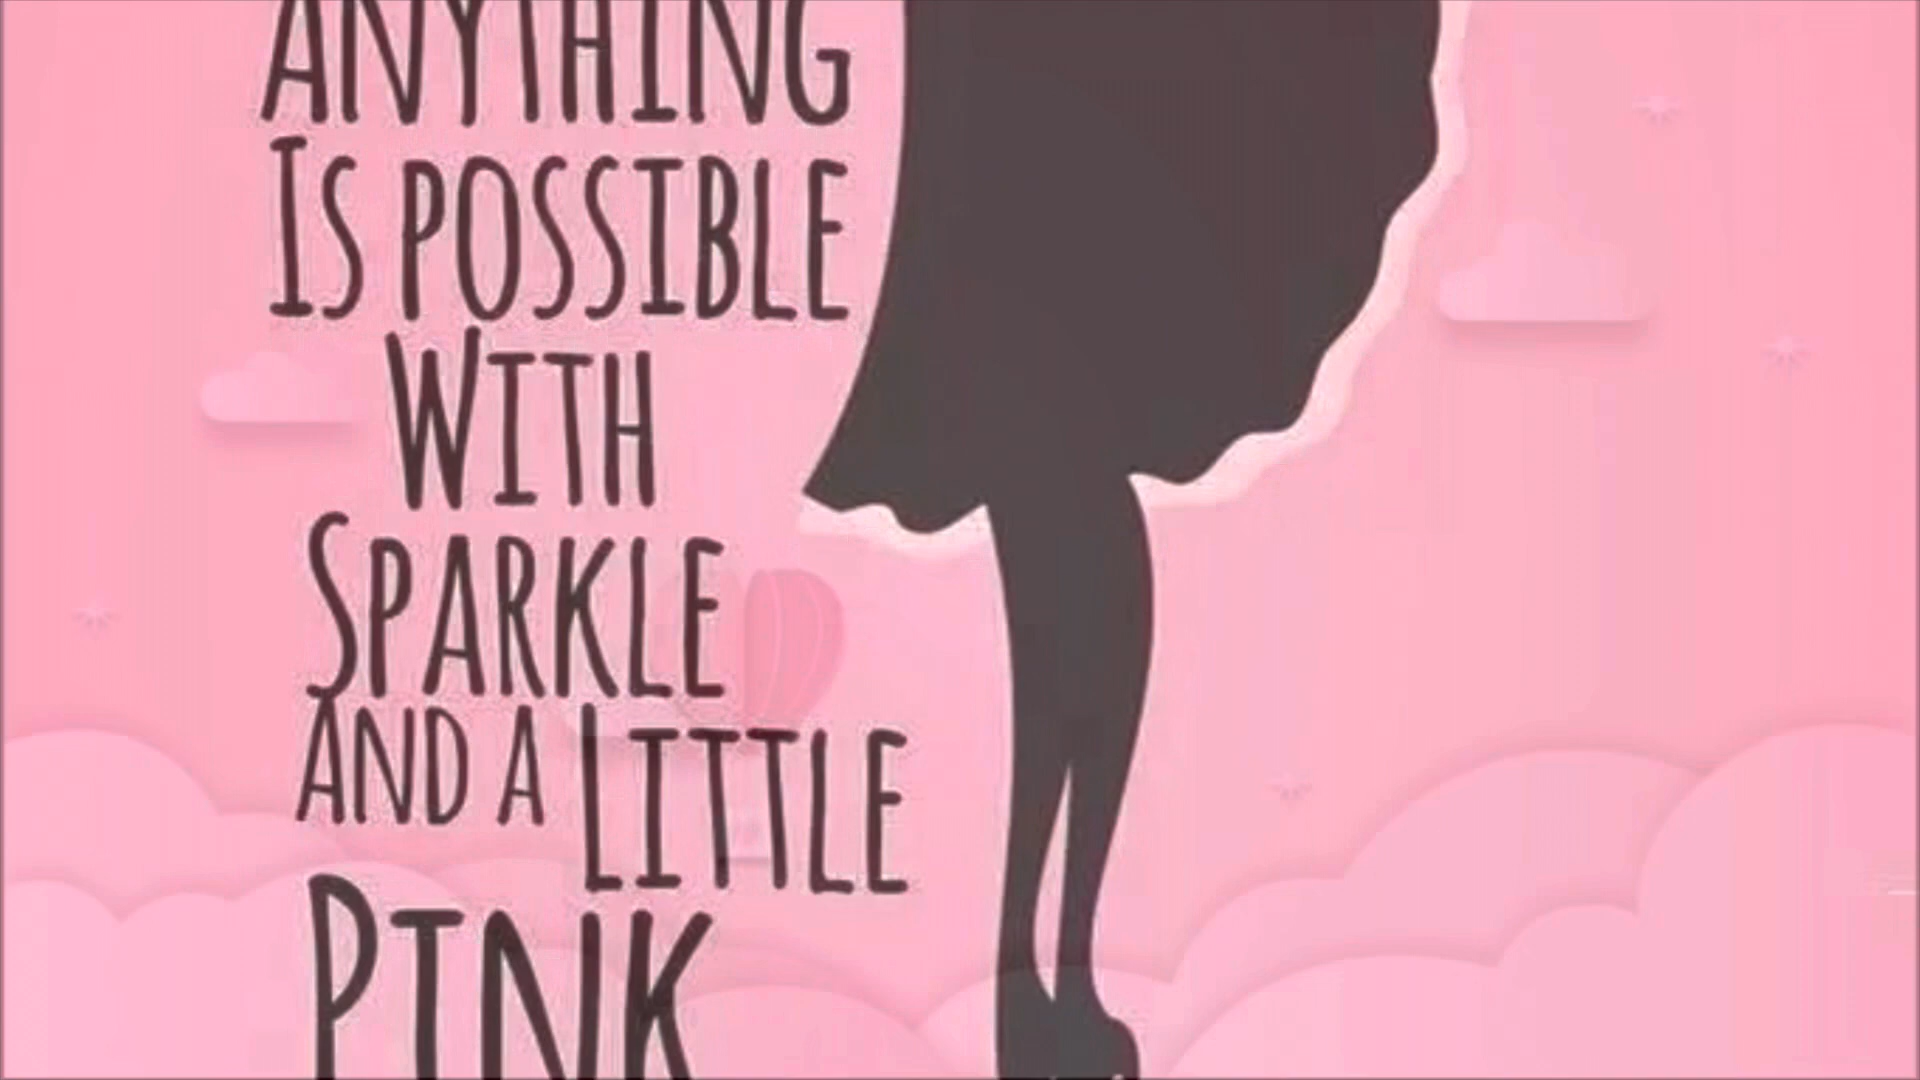 ANYTHING
IS POSSIBLE
WITH
SPARKLE
AND A LITTLE
PINK